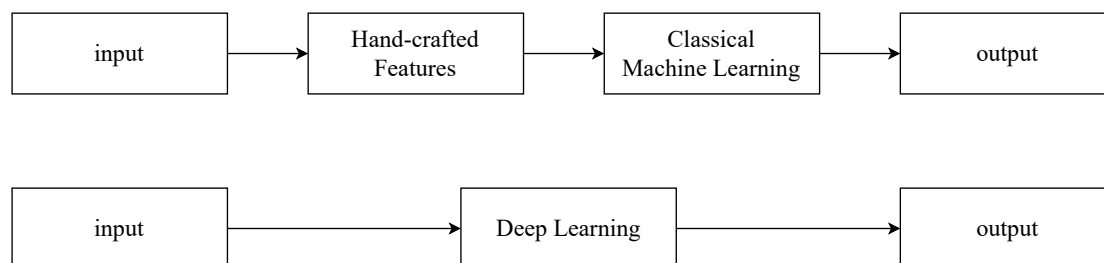 input
Hand-crafted
Features
Classical
Machine Learning
output
input
Deep Learning
output